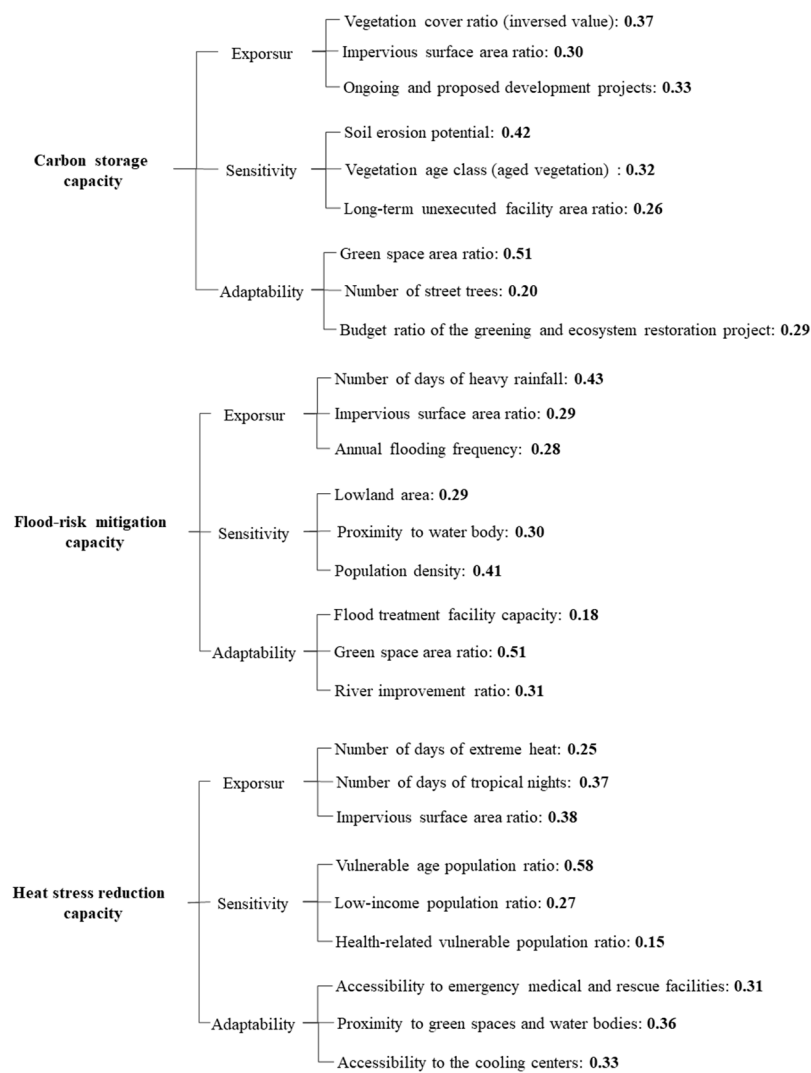 Vegetation cover ratio (inversed value): 0.37
Exporsur
Impervious surface area ratio: 0.30
Ongoing and proposed development projects: 0.33
Soil erosion potential: 0.42
Carbon storage
capacity
Sensitivity
Vegetation age class (aged vegetation) : 0.32
Long-term unexecuted facility area ratio: 0.26
Green space area ratio: 0.51
Adaptability
Number of street trees: 0.20
Budget ratio of the greening and ecosystem restoration project: 0.29
Number of days of heavy rainfall: 0.43
Exporsur
Impervious surface area ratio: 0.29
Annual flooding frequency: 0.28
Lowland area: 0.29
Flood-risk mitigation
capacity
Sensitivity
Proximity to water body: 0.30
Population density: 0.41
Flood treatment facility capacity: 0.18
Adaptability
Green space area ratio: 0.51
River improvement ratio: 0.31
Number of days of extreme heat: 0.25
Exporsur
Number of days of tropical nights: 0.37
Impervious surface area ratio: 0.38
Vulnerable age population ratio: 0.58
Heat stress reduction
capacity
Sensitivity
Low-income population ratio: 0.27
Health-related vulnerable population ratio: 0.15
Accessibility to emergency medical and rescue facilities: 0.31
Adaptability
Proximity to green spaces and water bodies: 0.36
Accessibility to the cooling centers: 0.33